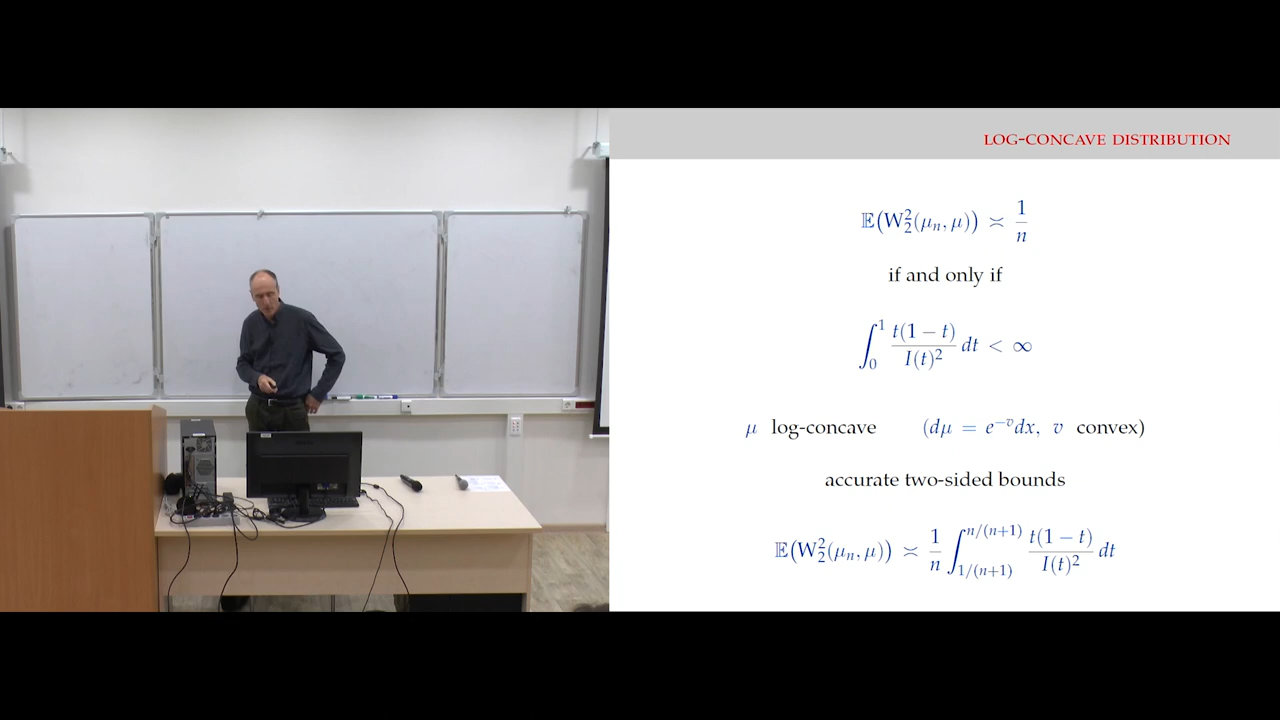 LOG-CONCAVE DISTRIBUTION
𝔼(W₂²(μₙ, μ)) ≍ 1/n
if and only if
∫₀¹ t(1 − t)/I(t)² dt < ∞
μ log-concave (dμ = e⁻ᵛdx, v convex)
accurate two-sided bounds
𝔼(W₂²(μₙ, μ)) ≍ 1/n ∫_{1/(n+1)}^{n/(n+1)} t(1 − t)/I(t)² dt